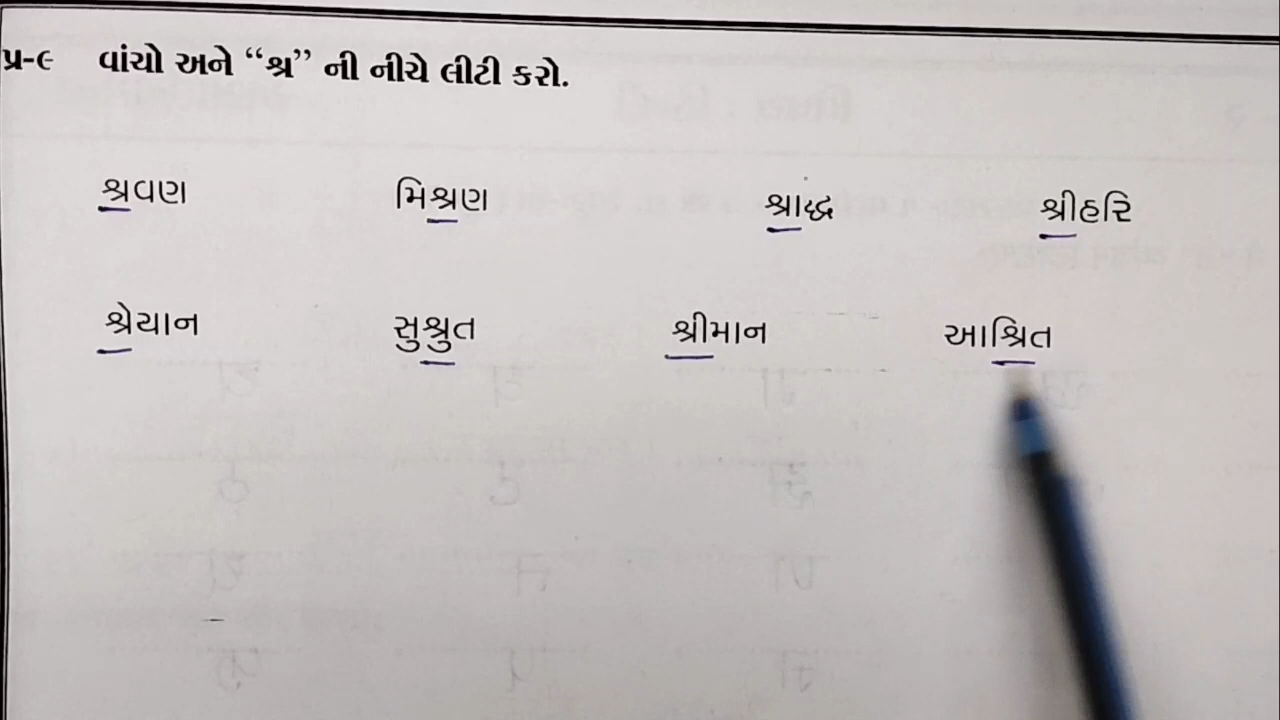 પ્ર-૯ વાંચો અને “શ્ર” ની નીચે લીટી કરો.
શ્રવણ મિશ્રણ શ્રાદ્ધ શ્રીહરિ
શ્રેયાન સુશ્રુત શ્રીમાન આશ્રિત